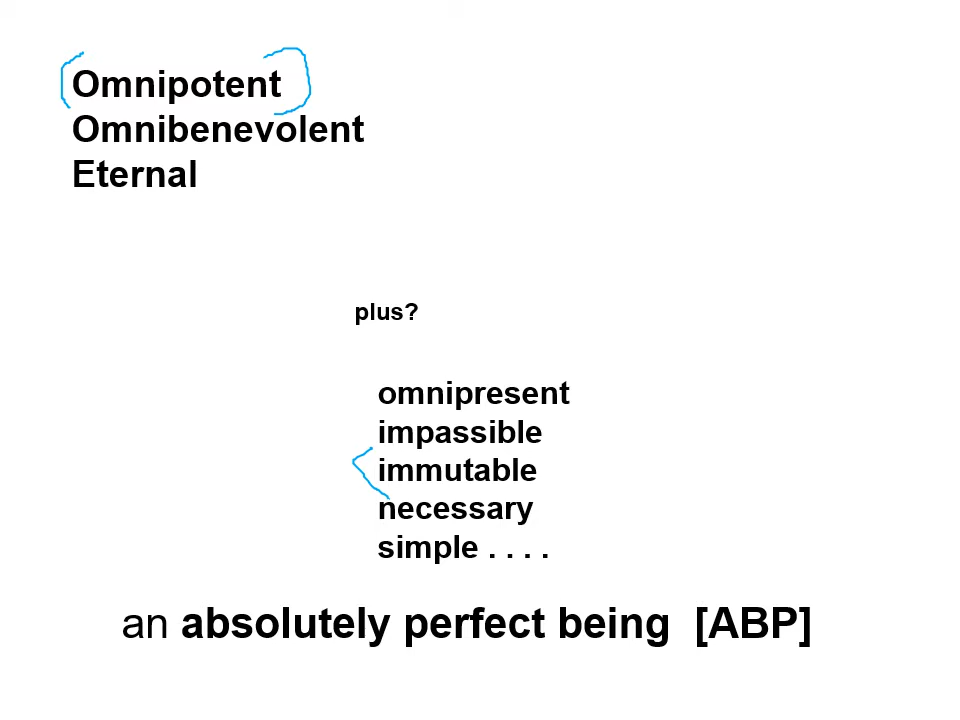 Omnipotent
Omnibenevolent
Eternal
plus?
omnipresent
impassible
immutable
necessary
simple . . . .
an absolutely perfect being [ABP]